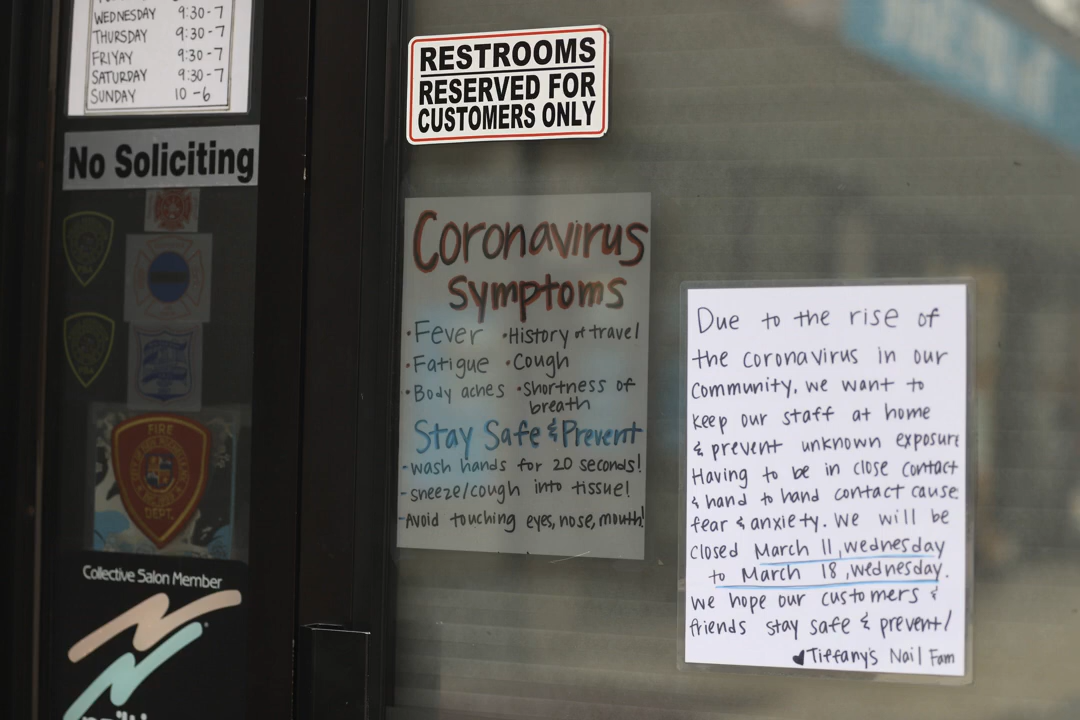 WEDNESDAY 9:30-7
THURSDAY 9:30-7
FRIYAY 9:30-7
SATURDAY 9:30-7
SUNDAY 10-6
No Soliciting
FIRE
DEPT.
Collective Salon Member
RESTROOMS
RESERVED FOR
CUSTOMERS ONLY
Coronavirus
Symptoms
• Fever • History of travel
• Fatigue • Cough
• Body aches • Shortness of
breath
Stay Safe & Prevent
- wash hands for 20 seconds!
- sneeze/cough into tissue!
- Avoid touching eyes, nose, mouth!
Due to the rise of
the coronavirus in our
Community, we want to
keep our staff at home
& prevent unknown exposure
Having to be in close contact
& hand to hand contact cause
fear & anxiety. We will be
closed March 11, wednesday
to March 18, wednesday.
we hope our customers &
friends stay safe & prevent!
♥ Tiffany's Nail Fam